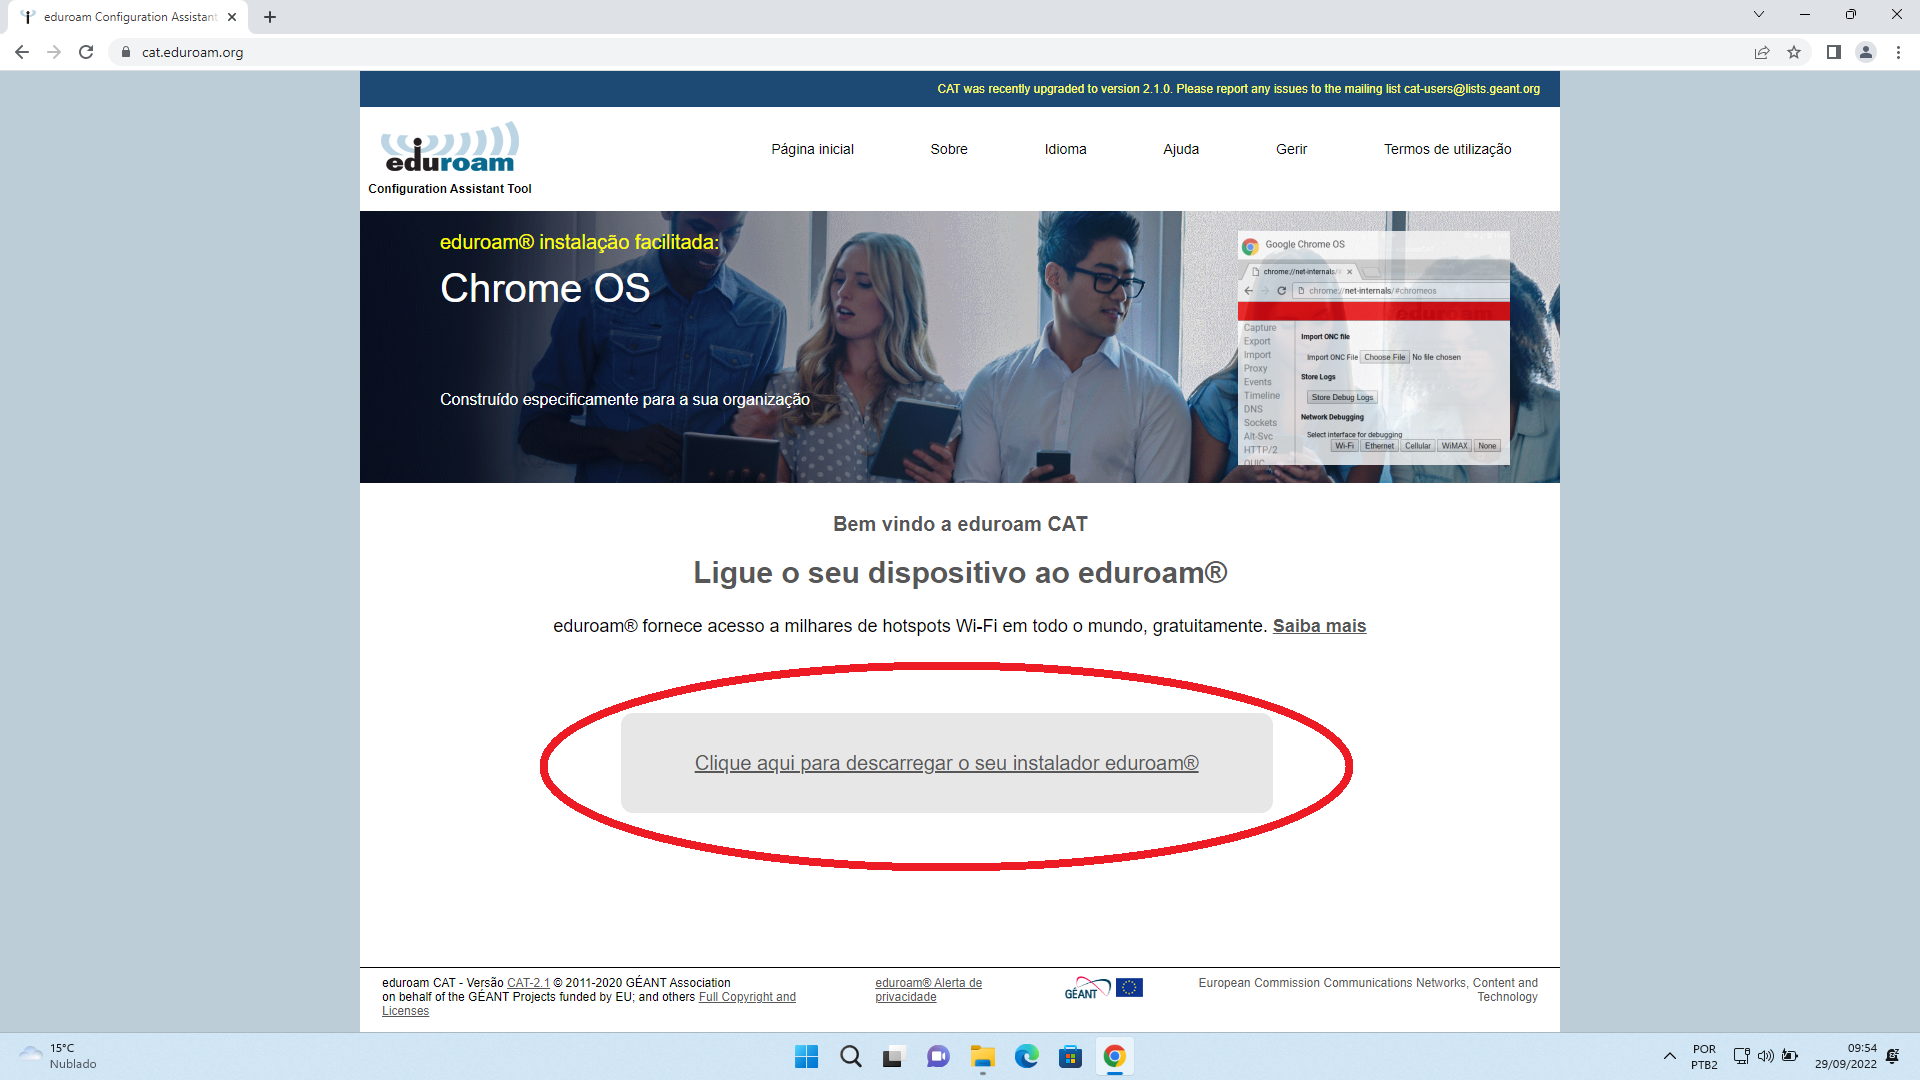 eduroam Configuration Assistant
cat.eduroam.org
CAT was recently upgraded to version 2.1.0. Please report any issues to the mailing list cat-users@lists.geant.org
eduroam
Configuration Assistant Tool
Página inicial
Sobre
Idioma
Ajuda
Gerir
Termos de utilização
eduroam® instalação facilitada:
Chrome OS
Construído especificamente para a sua organização
Google Chrome OS
chrome://net-internals/
chrome://net-internals/#chromeos
Capture
Export
Import
Proxy
Events
Timeline
DNS
Sockets
Alt-Svc
HTTP/2
QUIC
Import ONC file
Import ONC File Choose File No file chosen
Store Logs
Store Debug Logs
Network Debugging
Select interface for debugging
Wi-Fi Ethernet Cellular WiMAX None
Bem vindo a eduroam CAT
Ligue o seu dispositivo ao eduroam®
eduroam® fornece acesso a milhares de hotspots Wi-Fi em todo o mundo, gratuitamente. Saiba mais
Clique aqui para descarregar o seu instalador eduroam®
eduroam CAT - Versão CAT-2.1 © 2011-2020 GÉANT Association
on behalf of the GÉANT Projects funded by EU; and others Full Copyright and
Licenses
eduroam® Alerta de
privacidade
GÉANT
European Commission Communications Networks, Content and
Technology
15°C
Nublado
POR
PTB2
09:54
29/09/2022